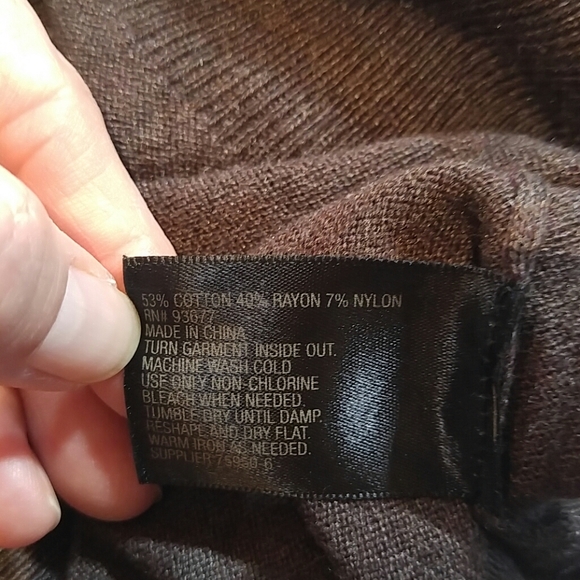 53% COTTON 40% RAYON 7% NYLON
RN# 93677
MADE IN CHINA
TURN GARMENT INSIDE OUT.
MACHINE WASH COLD
USE ONLY NON-CHLORINE
BLEACH WHEN NEEDED.
TUMBLE DRY UNTIL DAMP.
RESHAPE AND DRY FLAT.
WARM IRON AS NEEDED.
SUPPLIER